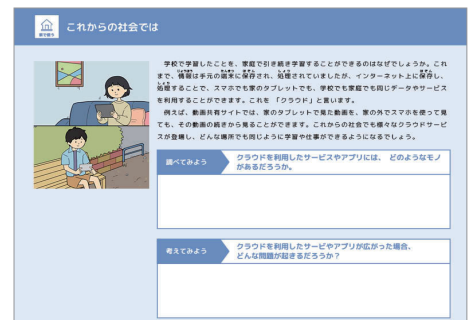 これからの社会では
学校で学習したことを、家庭で引き続き学習することができるのはなぜでしょうか。これ
まで、情報は手元の端末に保存され、処理されていましたが、インターネット上に保存し、
処理することで、スマホでも家のタブレットでも、学校でも家庭でも同じデータやサービス
を利用することができます。これを「クラウド」と言います。
例えば、動画共有サイトでは、家のタブレットで見た動画を、家の外でスマホを使って見
ても、その動画の続きから見ることができます。これからの社会でも様々なクラウドサービ
スが登場し、どんな場所でも同じように学習や仕事ができるようになるでしょう。
調べてみよう
クラウドを利用したサービスやアプリには、どのようなモノ
があるだろうか。
考えてみよう
クラウドを利用したサービやアプリが広がった場合、
どんな問題が起きるだろうか？